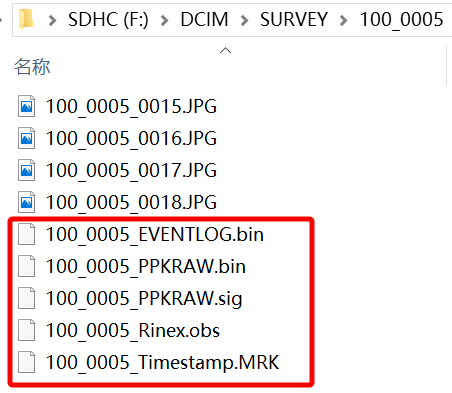 SDHC (F:) > DCIM > SURVEY > 100_0005
名称
100_0005_0015.JPG
100_0005_0016.JPG
100_0005_0017.JPG
100_0005_0018.JPG
100_0005_EVENTLOG.bin
100_0005_PPKRAW.bin
100_0005_PPKRAW.sig
100_0005_Rinex.obs
100_0005_Timestamp.MRK